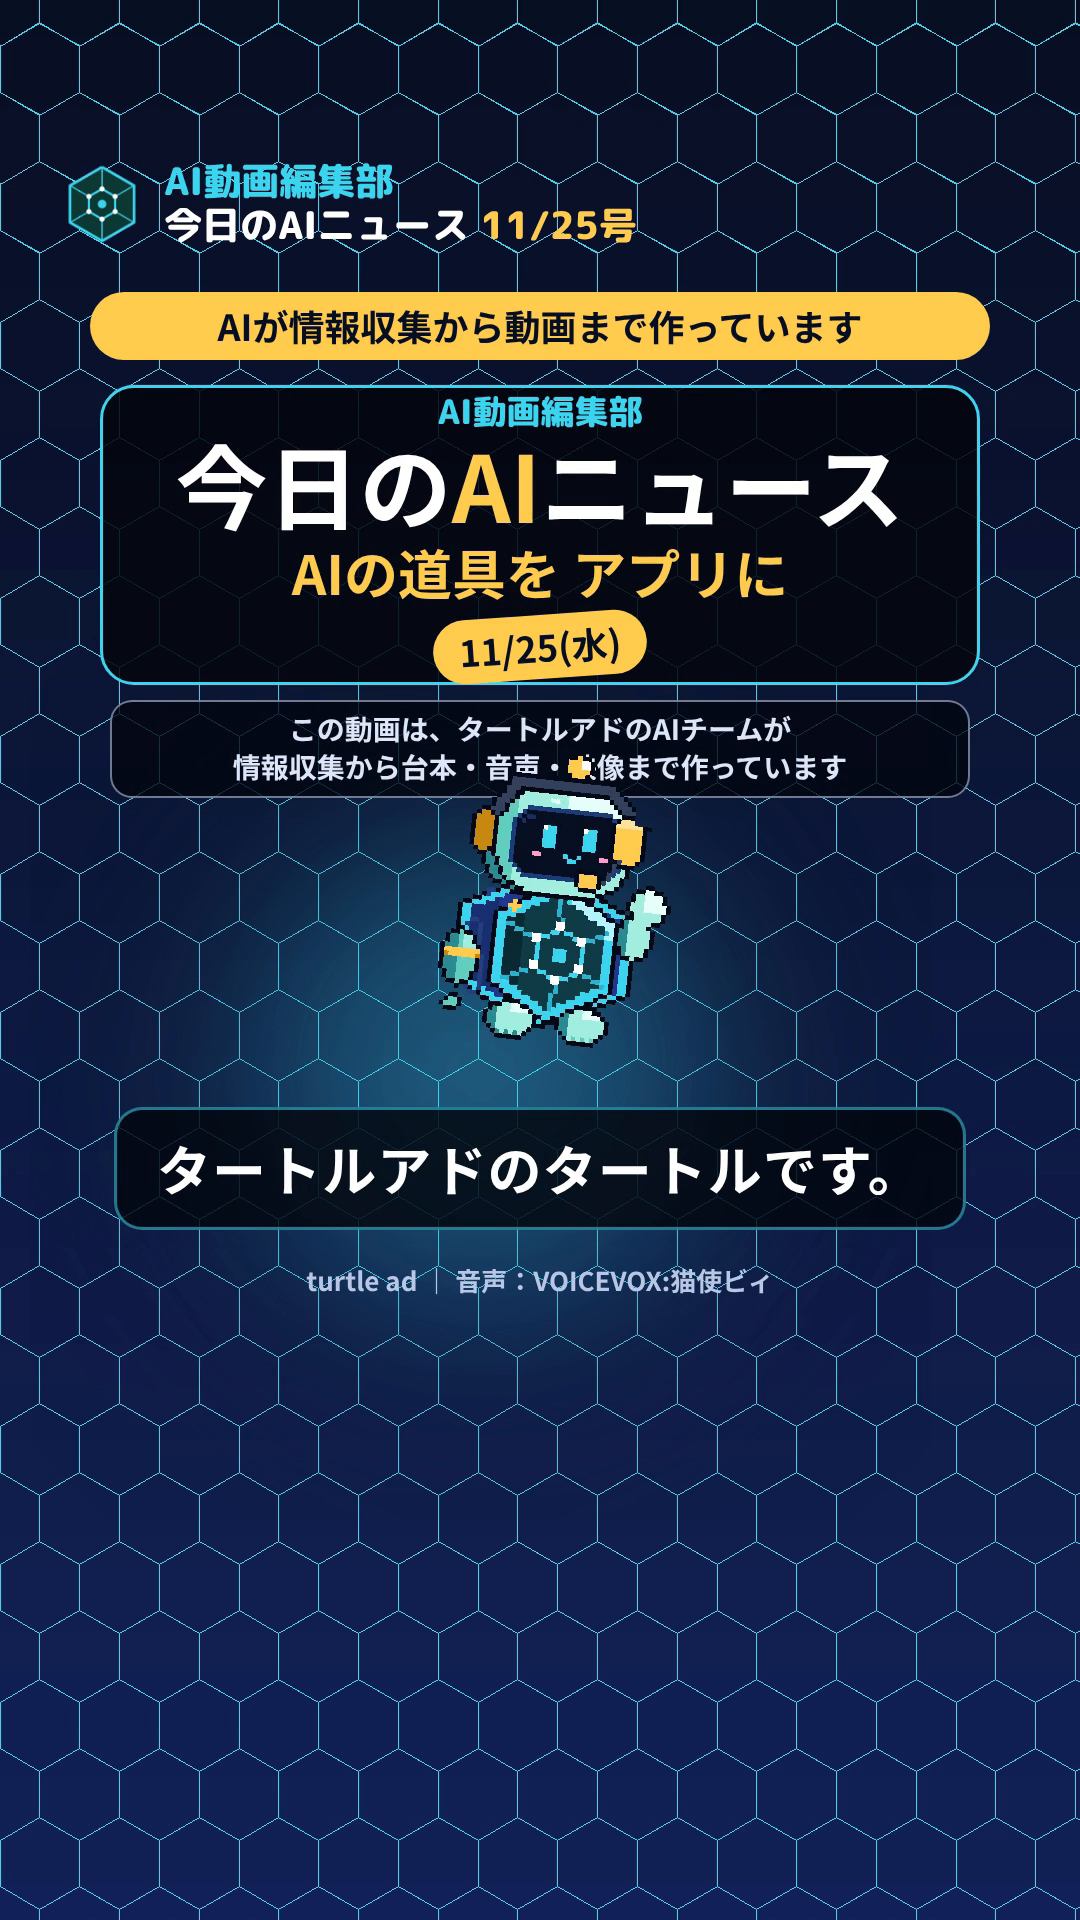 AI動画編集部
今日のAIニュース 11/25号
AIが情報収集から動画まで作っています
AI動画編集部
今日のAIニュース
AIの道具を アプリに
11/25(水)
この動画は、タートルアドのAIチームが
情報収集から台本・音声・像まで作っています
タートルアドのタートルです。
turtle ad ｜ 音声：VOICEVOX:猫使ビィ